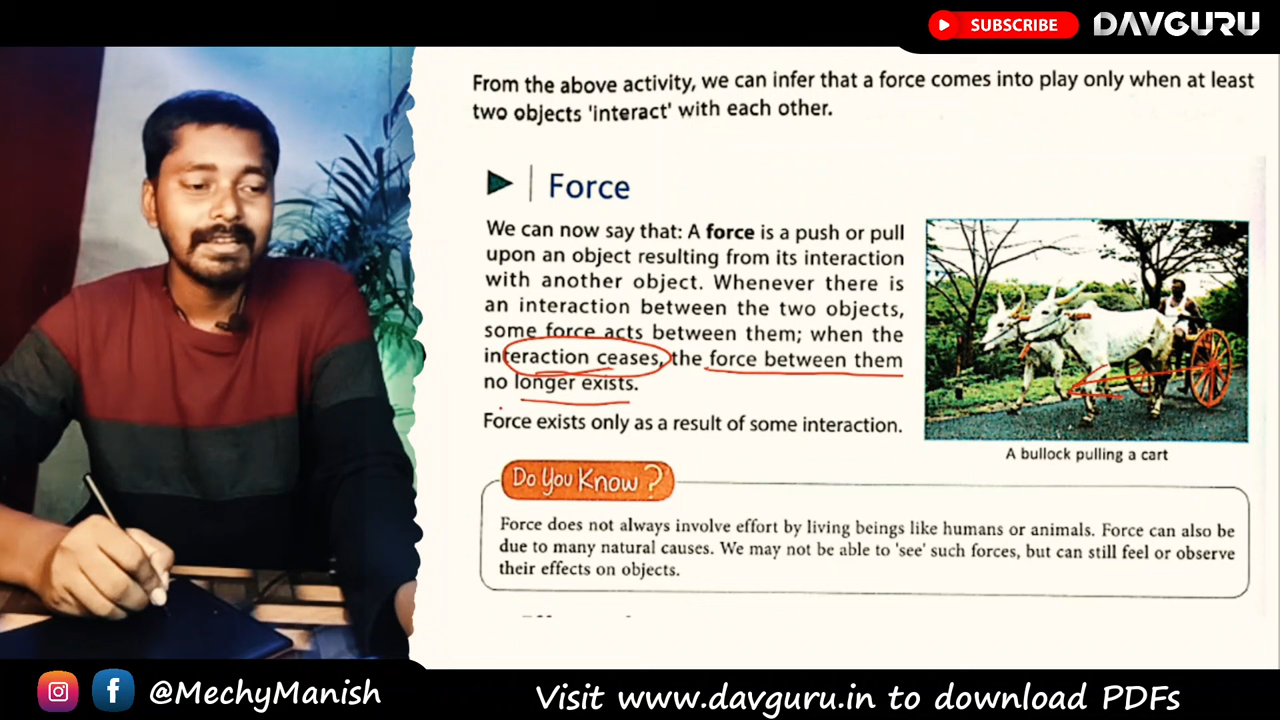 SUBSCRIBE
DAVGURU
From the above activity, we can infer that a force comes into play only when at least
two objects 'interact' with each other.
Force
We can now say that: A force is a push or pull
upon an object resulting from its interaction
with another object. Whenever there is
an interaction between the two objects,
some force acts between them; when the
interaction ceases, the force between them
no longer exists.
Force exists only as a result of some interaction.
A bullock pulling a cart
Do You Know ?
Force does not always involve effort by living beings like humans or animals. Force can also be
due to many natural causes. We may not be able to 'see' such forces, but can still feel or observe
their effects on objects.
@MechyManish
Visit www.davguru.in to download PDFs